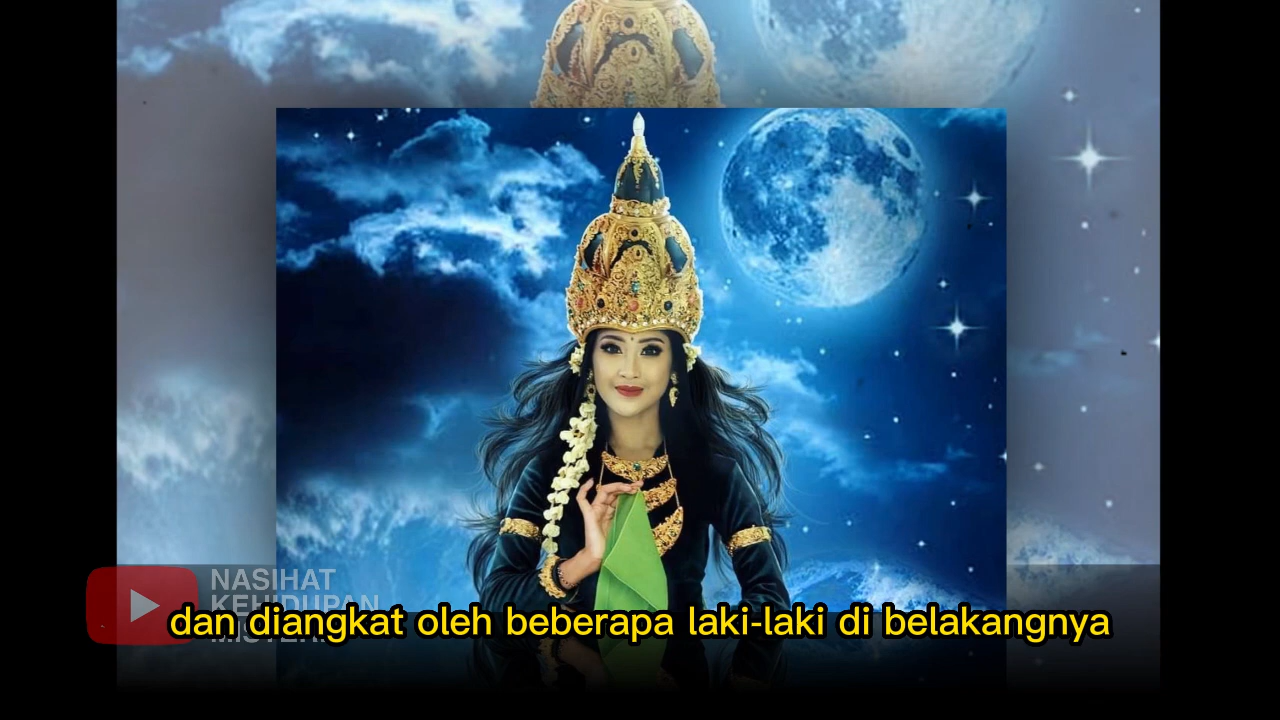 NASIHAT
KEHIDUPAN
dan diangkat oleh beberapa laki-laki di belakangnya